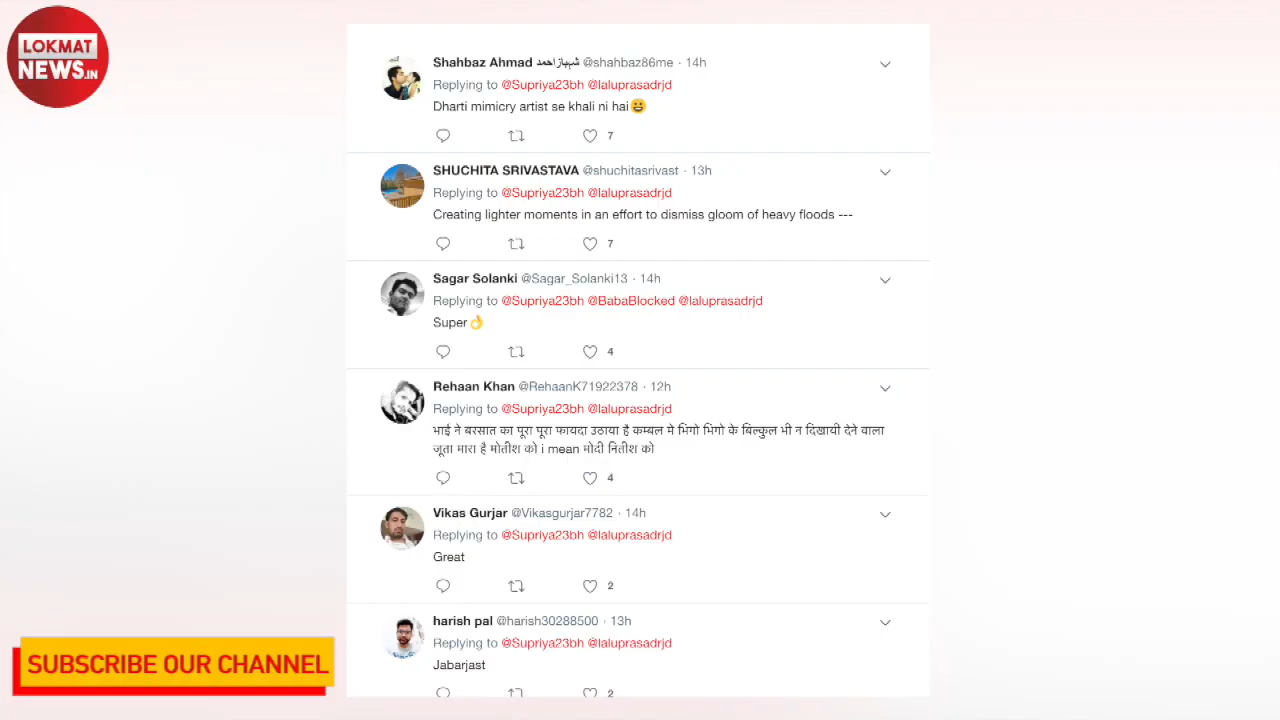 LOKMAT
NEWS.IN
Shahbaz Ahmad شہباز احمد @shahbaz86me · 14h
Replying to @Supriya23bh @laluprasadrjd
Dharti mimicry artist se khali ni hai😀
7
SHUCHITA SRIVASTAVA @shuchitasrivast · 13h
Replying to @Supriya23bh @laluprasadrjd
Creating lighter moments in an effort to dismiss gloom of heavy floods ---
7
Sagar Solanki @Sagar_Solanki13 · 14h
Replying to @Supriya23bh @BabaBlocked @laluprasadrjd
Super👌
4
Rehaan Khan @RehaanK71922378 · 12h
Replying to @Supriya23bh @laluprasadrjd
भाई ने बरसात का पूरा पूरा फायदा उठाया है कम्बल मे भिगो भिगो के बिल्कुल भी न दिखायी देने वाला
जूता मारा है मोतीश को i mean मोदी नितीश को
4
Vikas Gurjar @Vikasgurjar7782 · 14h
Replying to @Supriya23bh @laluprasadrjd
Great
2
harish pal @harish30288500 · 13h
Replying to @Supriya23bh @laluprasadrjd
Jabarjast
2
SUBSCRIBE OUR CHANNEL